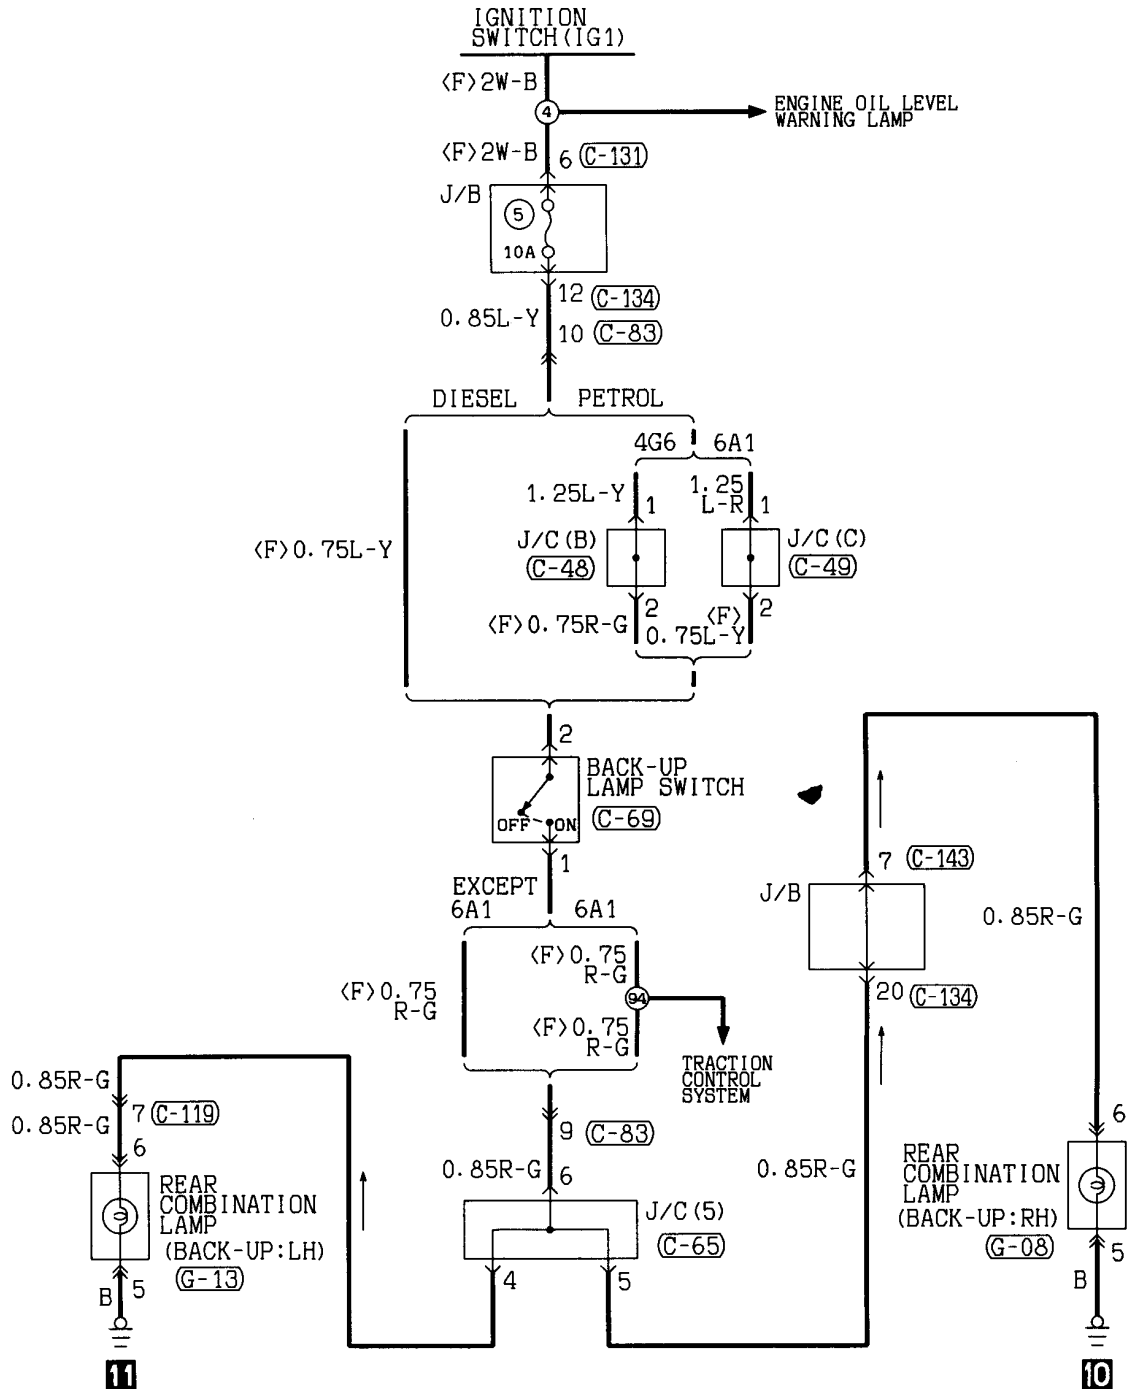 IGNITION
SWITCH(IG1)
<F>2W-B
4
ENGINE OIL LEVEL
WARNING LAMP
<F>2W-B
6 C-131
J/B
5
10A
12 C-134
0.85L-Y
10 C-83
DIESEL PETROL
4G6 6A1
1.25L-Y 1
1.25
L-R 1
<F>0.75L-Y
J/C(B)
C-48
J/C(C)
C-49
<F>0.75R-G 2
<F>
0.75L-Y 2
2
BACK-UP
LAMP SWITCH
C-69
OFF ON
1
EXCEPT
6A1 6A1
<F>0.75
R-G
<F>0.75
R-G
94
<F>0.75
R-G
TRACTION
CONTROL
SYSTEM
7 C-143
J/B
20 C-134
0.85R-G
0.85R-G
7 C-119
0.85R-G
6
REAR
COMBINATION
LAMP
(BACK-UP:LH)
G-13
B 5
11
9 C-83
0.85R-G 6
J/C(5)
C-65
4 5
0.85R-G
6
REAR
COMBINATION
LAMP
(BACK-UP:RH)
G-08
B 5
10